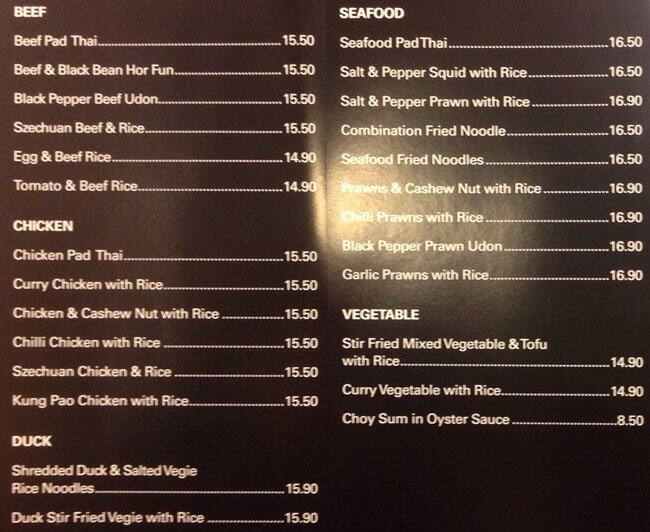 BEEF
Beef Pad Thai 15.50
Beef & Black Bean Hor Fun 15.50
Black Pepper Beef Udon 15.50
Szechuan Beef & Rice 15.50
Egg & Beef Rice 14.90
Tomato & Beef Rice 14.90
CHICKEN
Chicken Pad Thai 15.50
Curry Chicken with Rice 15.50
Chicken & Cashew Nut with Rice 15.50
Chilli Chicken with Rice 15.50
Szechuan Chicken & Rice 15.50
Kung Pao Chicken with Rice 15.50
DUCK
Shredded Duck & Salted Vegie
Rice Noodles 15.90
Duck Stir Fried Vegie with Rice 15.90
SEAFOOD
Seafood Pad Thai 16.50
Salt & Pepper Squid with Rice 16.50
Salt & Pepper Prawn with Rice 16.90
Combination Fried Noodle 16.50
Seafood Fried Noodles 16.50
Prawns & Cashew Nut with Rice 16.90
Chilli Prawns with Rice 16.90
Black Pepper Prawn Udon 16.90
Garlic Prawns with Rice 16.90
VEGETABLE
Stir Fried Mixed Vegetable & Tofu
with Rice 14.90
Curry Vegetable with Rice 14.90
Choy Sum in Oyster Sauce 8.50